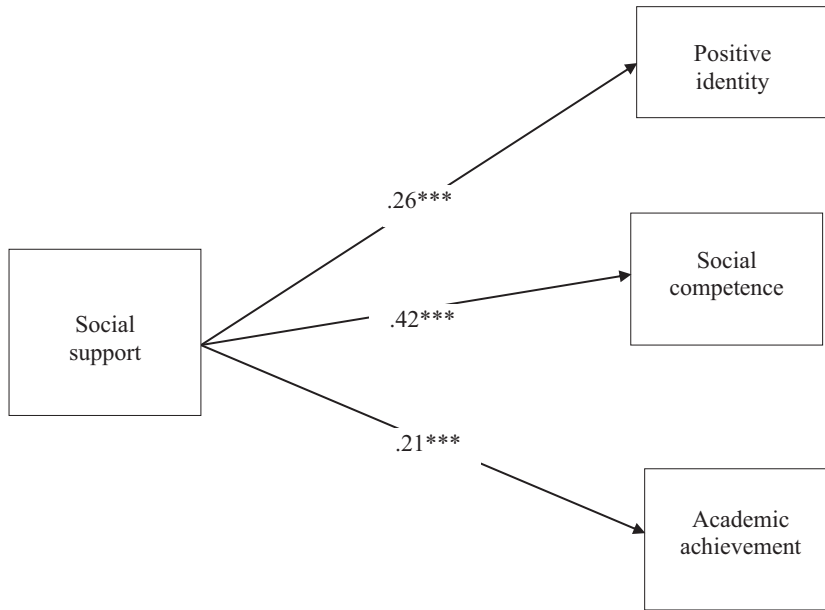 Positive
identity
.26***
Social
competence
Social
support
.42***
.21***
Academic
achievement